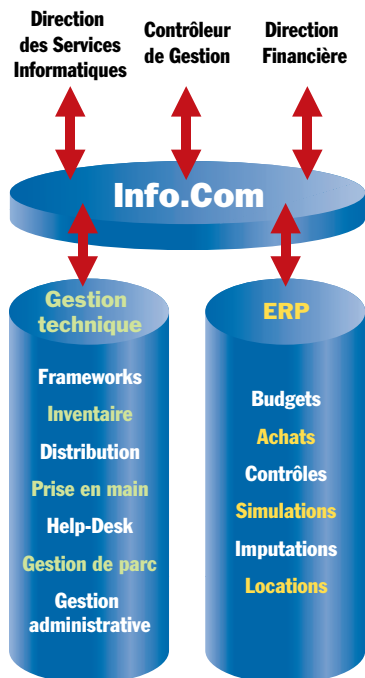 Direction
des Services
Informatiques
Contrôleur
de Gestion
Direction
Financière
Info.Com
Gestion
technique
Frameworks
Inventaire
Distribution
Prise en main
Help-Desk
Gestion de parc
Gestion
administrative
ERP
Budgets
Achats
Contrôles
Simulations
Imputations
Locations